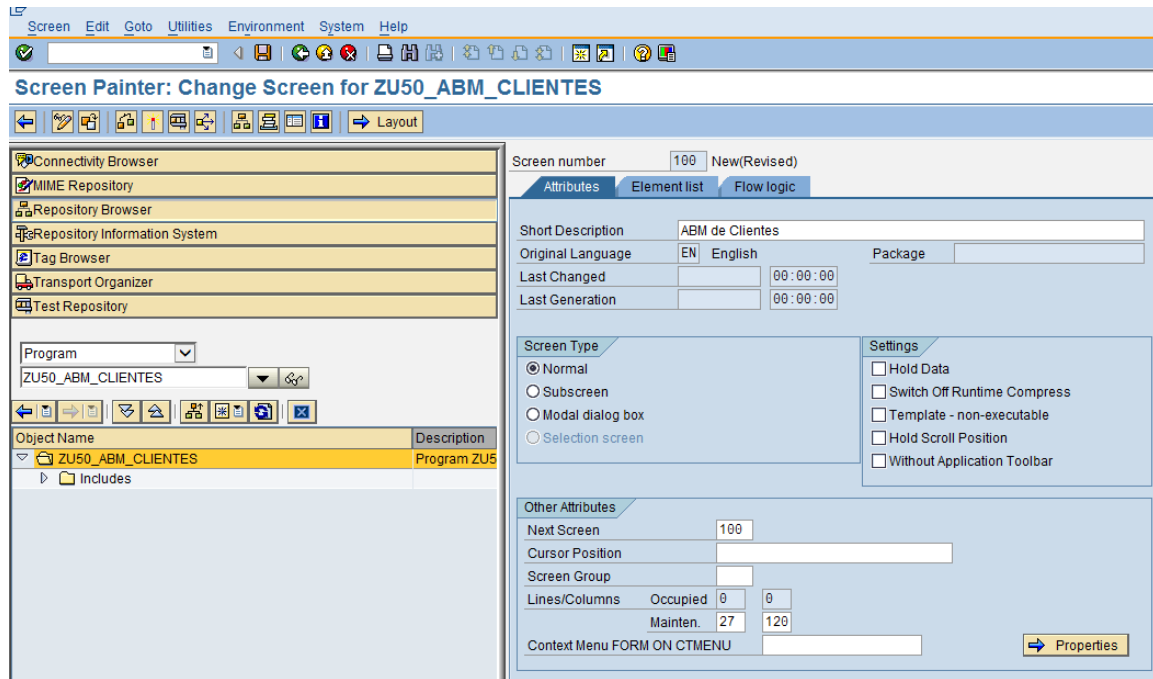 Screen Edit Goto Utilities Environment System Help
Screen Painter: Change Screen for ZU50_ABM_CLIENTES
Layout
Connectivity Browser
MIME Repository
Repository Browser
Repository Information System
Tag Browser
Transport Organizer
Test Repository
Program
ZU50_ABM_CLIENTES
Object Name Description
ZU50_ABM_CLIENTES Program ZU5
Includes
Screen number 100 New(Revised)
Attributes Element list Flow logic
Short Description ABM de Clientes
Original Language EN English Package
Last Changed 00:00:00
Last Generation 00:00:00
Screen Type
Normal
Subscreen
Modal dialog box
Selection screen
Settings
Hold Data
Switch Off Runtime Compress
Template - non-executable
Hold Scroll Position
Without Application Toolbar
Other Attributes
Next Screen 100
Cursor Position
Screen Group
Lines/Columns Occupied 0 0
Mainten. 27 120
Context Menu FORM ON CTMENU Properties